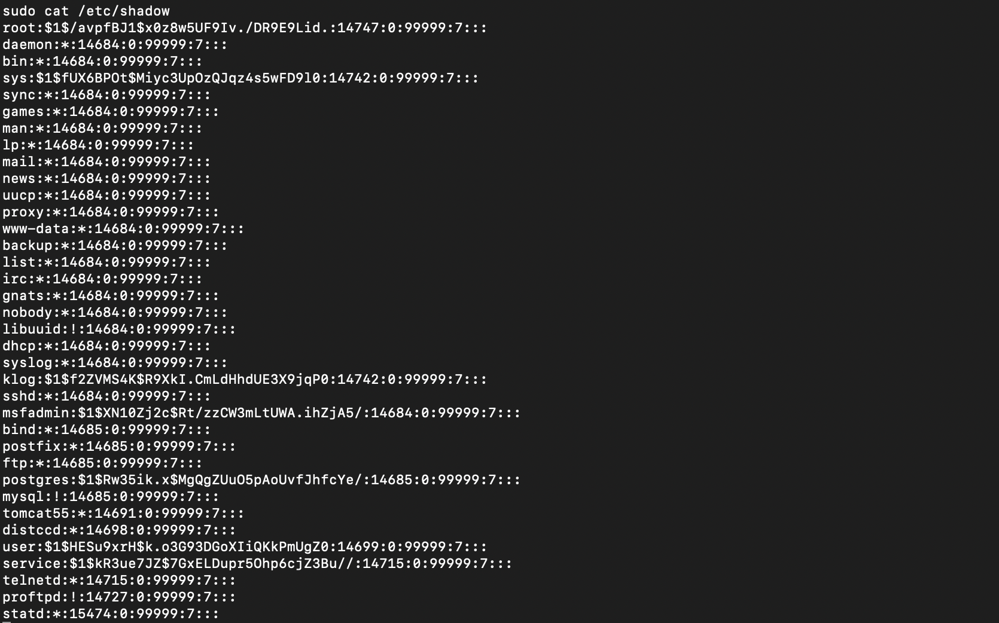 sudo cat /etc/shadow
root:$1$/avpfBJ1$x0z8w5UF9Iv./DR9E9Lid.:14747:0:99999:7:::
daemon:*:14684:0:99999:7:::
bin:*:14684:0:99999:7:::
sys:$1$fUX6BPOt$Miyc3UpOzQJqz4s5wFD9l0:14742:0:99999:7:::
sync:*:14684:0:99999:7:::
games:*:14684:0:99999:7:::
man:*:14684:0:99999:7:::
lp:*:14684:0:99999:7:::
mail:*:14684:0:99999:7:::
news:*:14684:0:99999:7:::
uucp:*:14684:0:99999:7:::
proxy:*:14684:0:99999:7:::
www-data:*:14684:0:99999:7:::
backup:*:14684:0:99999:7:::
list:*:14684:0:99999:7:::
irc:*:14684:0:99999:7:::
gnats:*:14684:0:99999:7:::
nobody:*:14684:0:99999:7:::
libuuid:!:14684:0:99999:7:::
dhcp:*:14684:0:99999:7:::
syslog:*:14684:0:99999:7:::
klog:$1$f2ZVMS4K$R9XkI.CmLdHhdUE3X9jqP0:14742:0:99999:7:::
sshd:*:14684:0:99999:7:::
msfadmin:$1$XN10Zj2c$Rt/zzCW3mLtUWA.ihZjA5/:14684:0:99999:7:::
bind:*:14685:0:99999:7:::
postfix:*:14685:0:99999:7:::
ftp:*:14685:0:99999:7:::
postgres:$1$Rw35ik.x$MgQgZUuO5pAoUvfJhfcYe/:14685:0:99999:7:::
mysql:!:14685:0:99999:7:::
tomcat55:*:14691:0:99999:7:::
distccd:*:14698:0:99999:7:::
user:$1$HESu9xrH$k.o3G93DGoXIiQKkPmUgZ0:14699:0:99999:7:::
service:$1$kR3ue7JZ$7GxELDupr5Ohp6cjZ3Bu//:14715:0:99999:7:::
telnetd:*:14715:0:99999:7:::
proftpd:!:14727:0:99999:7:::
statd:*:15474:0:99999:7:::